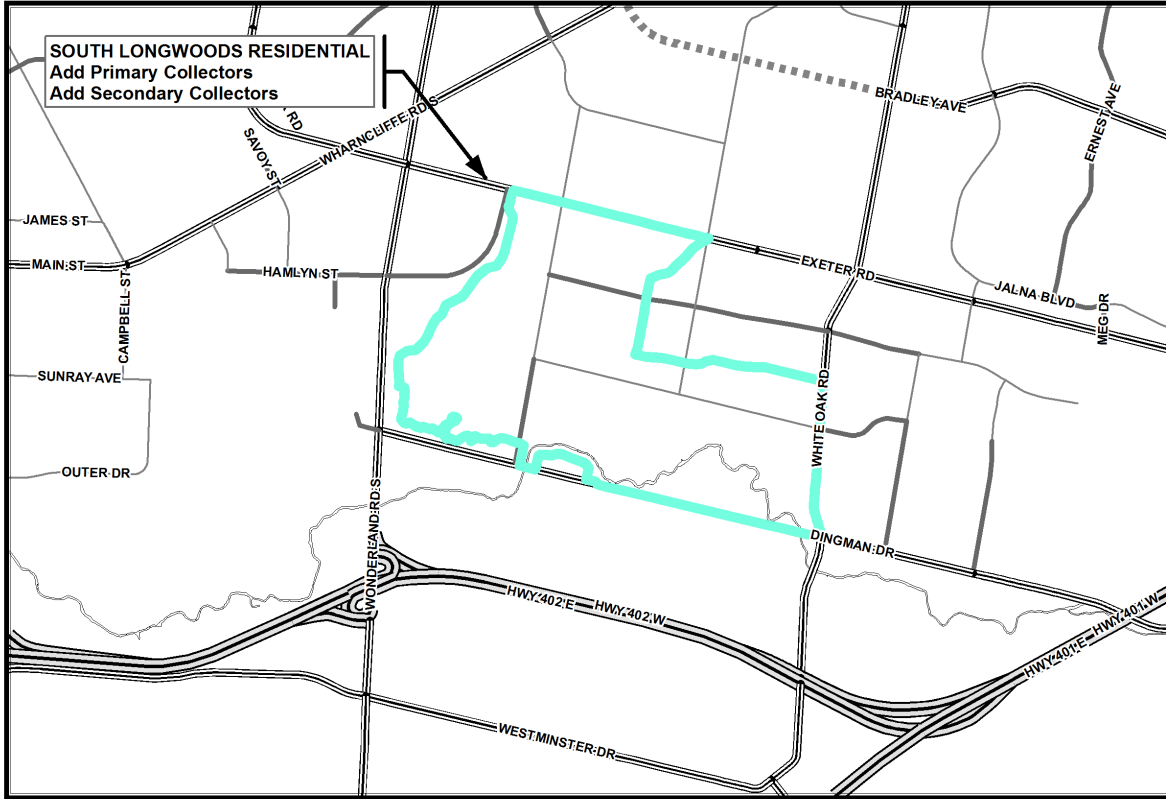 SOUTH LONGWOODS RESIDENTIAL
Add Primary Collectors
Add Secondary Collectors
BRADLEY AVE
ERNEST AVE
RD
WHARNCLIFFE RD S
SAVOY ST
JAMES ST
MAIN ST
HAMLYN ST
CAMPBELL ST
EXETER RD
JALNA BLVD
MEG DR
SUNRAY AVE
WHITE OAK RD
OUTER DR
WONDERLAND RD S
DINGMAN DR
HWY 402 E
HWY 402 W
HWY 401 E
HWY 401 W
WESTMINSTER DR